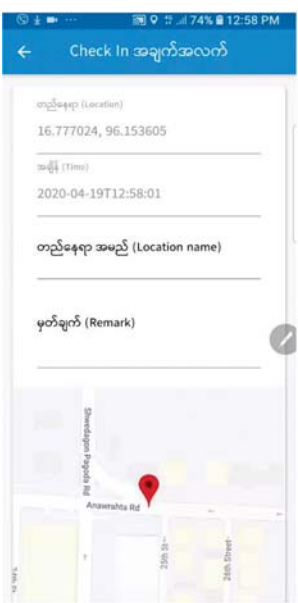 74% 12:58 PM
← Check In အချက်အလက်
တည်နေရာ (Location)
16.777024, 96.153605
အချိန် (Time)
2020-04-19T12:58:01
တည်နေရာ အမည် (Location name)
မှတ်ချက် (Remark)
Shwedagon Pagoda Rd
Anawrahta Rd
25th St
26th Street